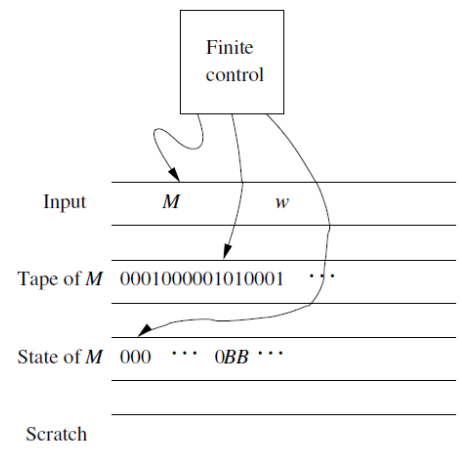 Finite
control
Input M w
Tape of M 0001000001010001 ···
State of M 000 ··· 0BB ···
Scratch